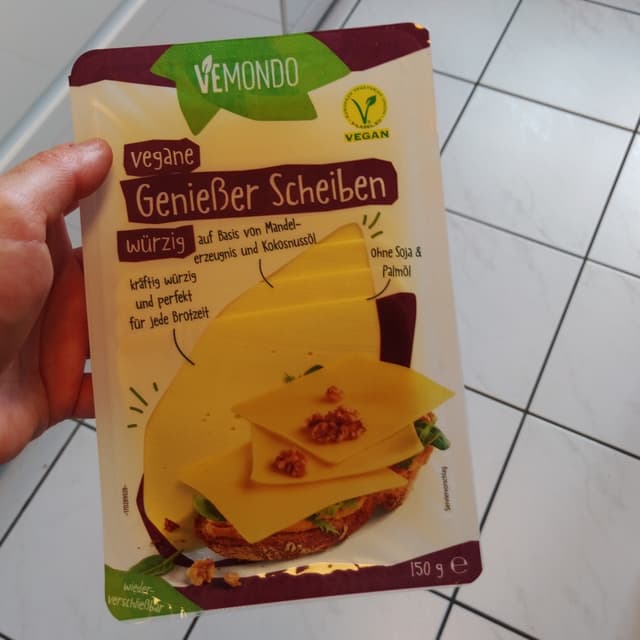 VEMONDO
VEGAN
vegane
Genießer Scheiben
würzig
auf Basis von Mandel-
erzeugnis und Kokosnussöl
ohne Soja &
Palmöl
kräftig würzig
und perfekt
für jede Brotzeit
Serviervorschlag
150 g ℮
wieder-
verschließbar